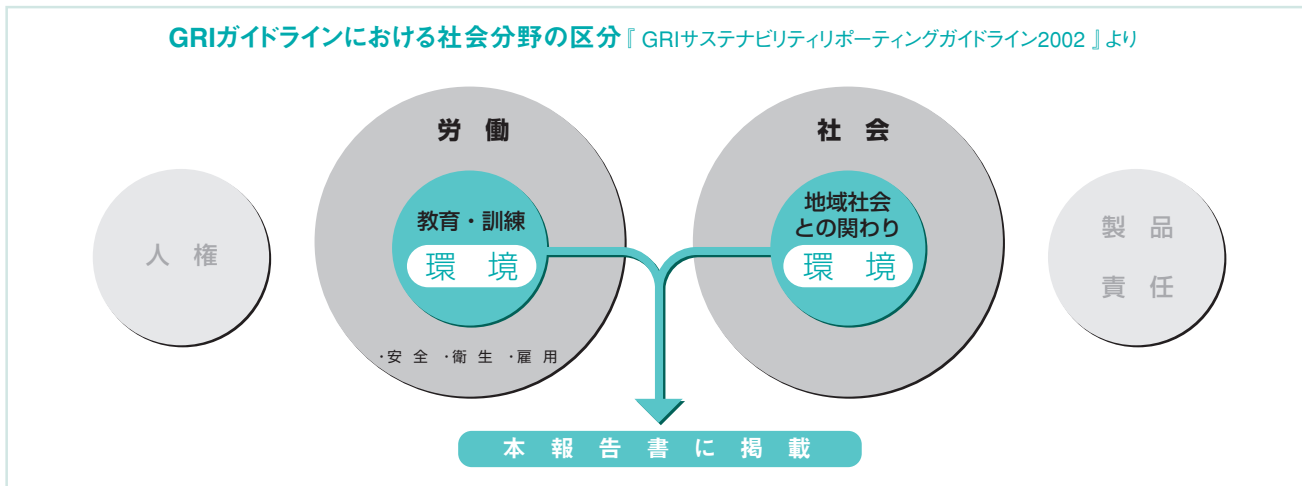 GRIガイドラインにおける社会分野の区分『 GRIサステナビリティリポーティングガイドライン2002 』より
人 権
労 働
教育・訓練
環 境
・安 全 ・衛 生 ・雇 用
社 会
地域社会
との関わり
環 境
製 品
責 任
本 報 告 書 に 掲 載